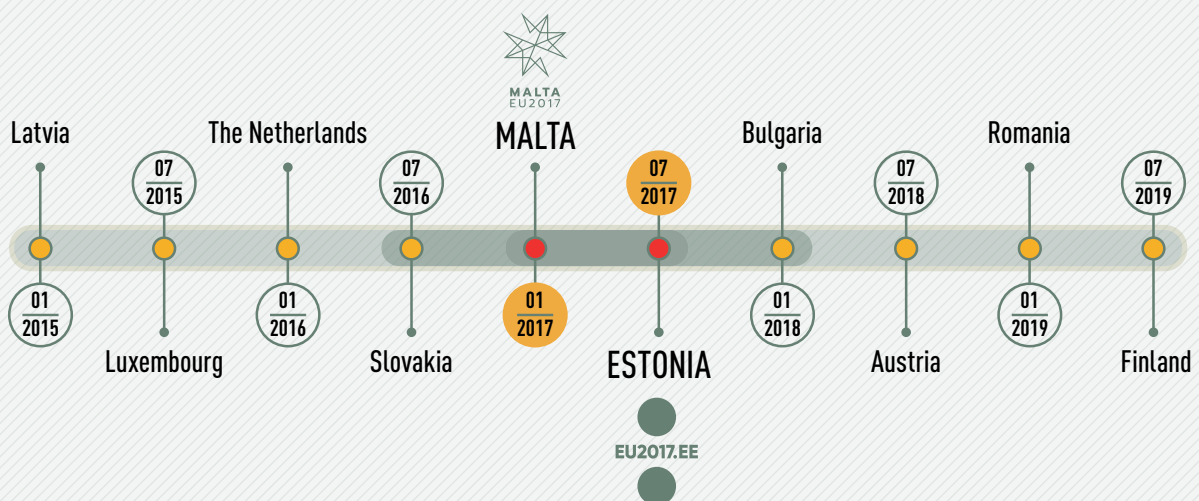 MALTA
EU2017
Latvia
The Netherlands
MALTA
Bulgaria
Romania
07
2015
07
2016
07
2017
07
2018
07
2019
01
2015
01
2016
01
2017
01
2018
01
2019
Luxembourg
Slovakia
ESTONIA
Austria
Finland
EU2017.EE